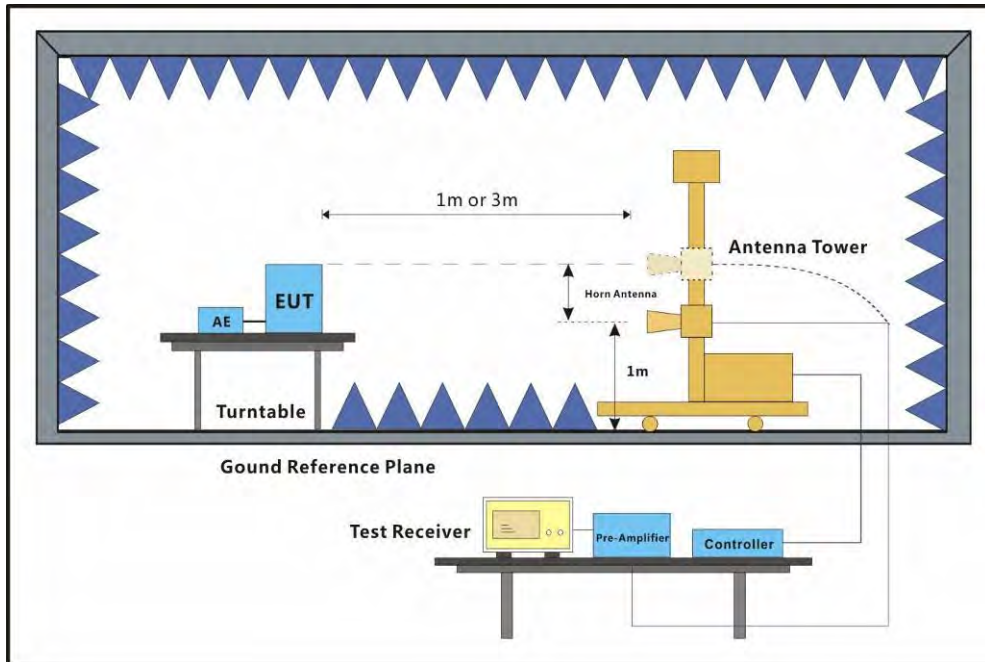 1m or 3m
Antenna Tower
EUT
Horn Antenna
AE
1m
Turntable
Gound Reference Plane
Test Receiver
Pre-Amplifier
Controller